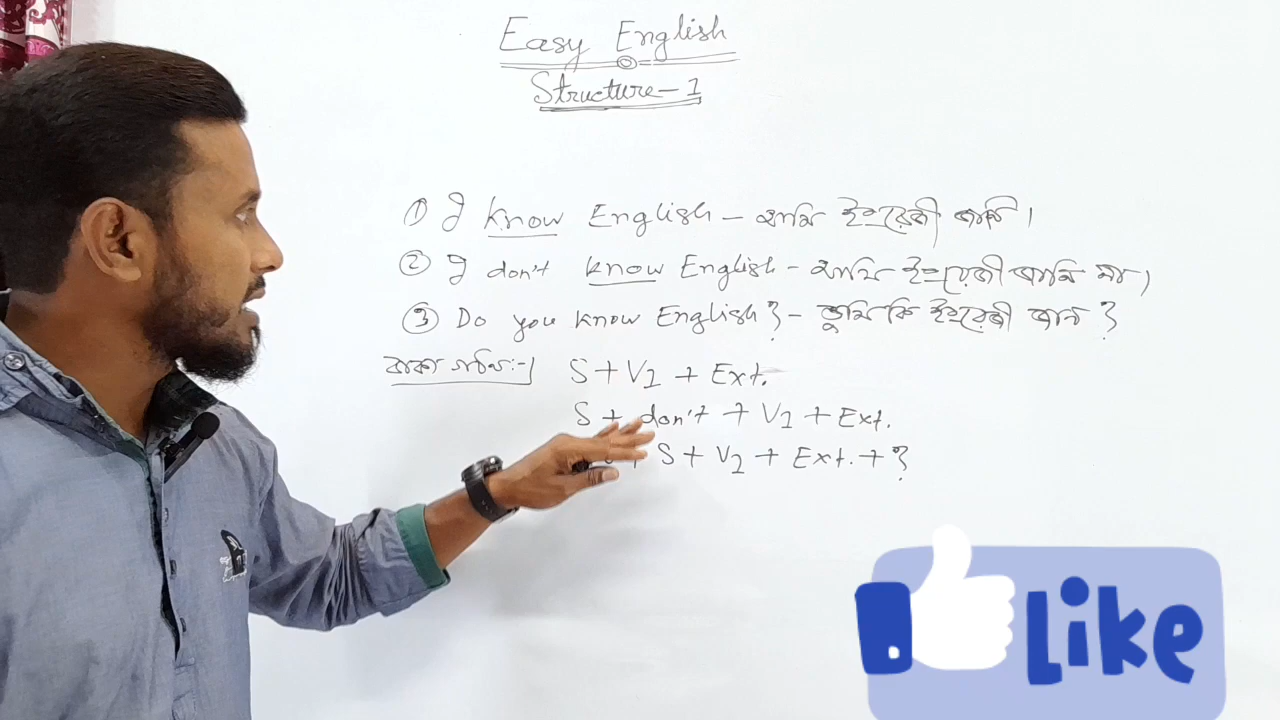 Easy English
Structure-1
① I know English - আমি ইংরেজী জানি।
② I don't know English - আমি ইংরেজী জানি না।
③ Do you know English? - তুমি কি ইংরেজী জান?
বাক্য গঠনঃ- S + V1 + Ext.
S + don't + V1 + Ext.
+ S + V1 + Ext. + ?
Like